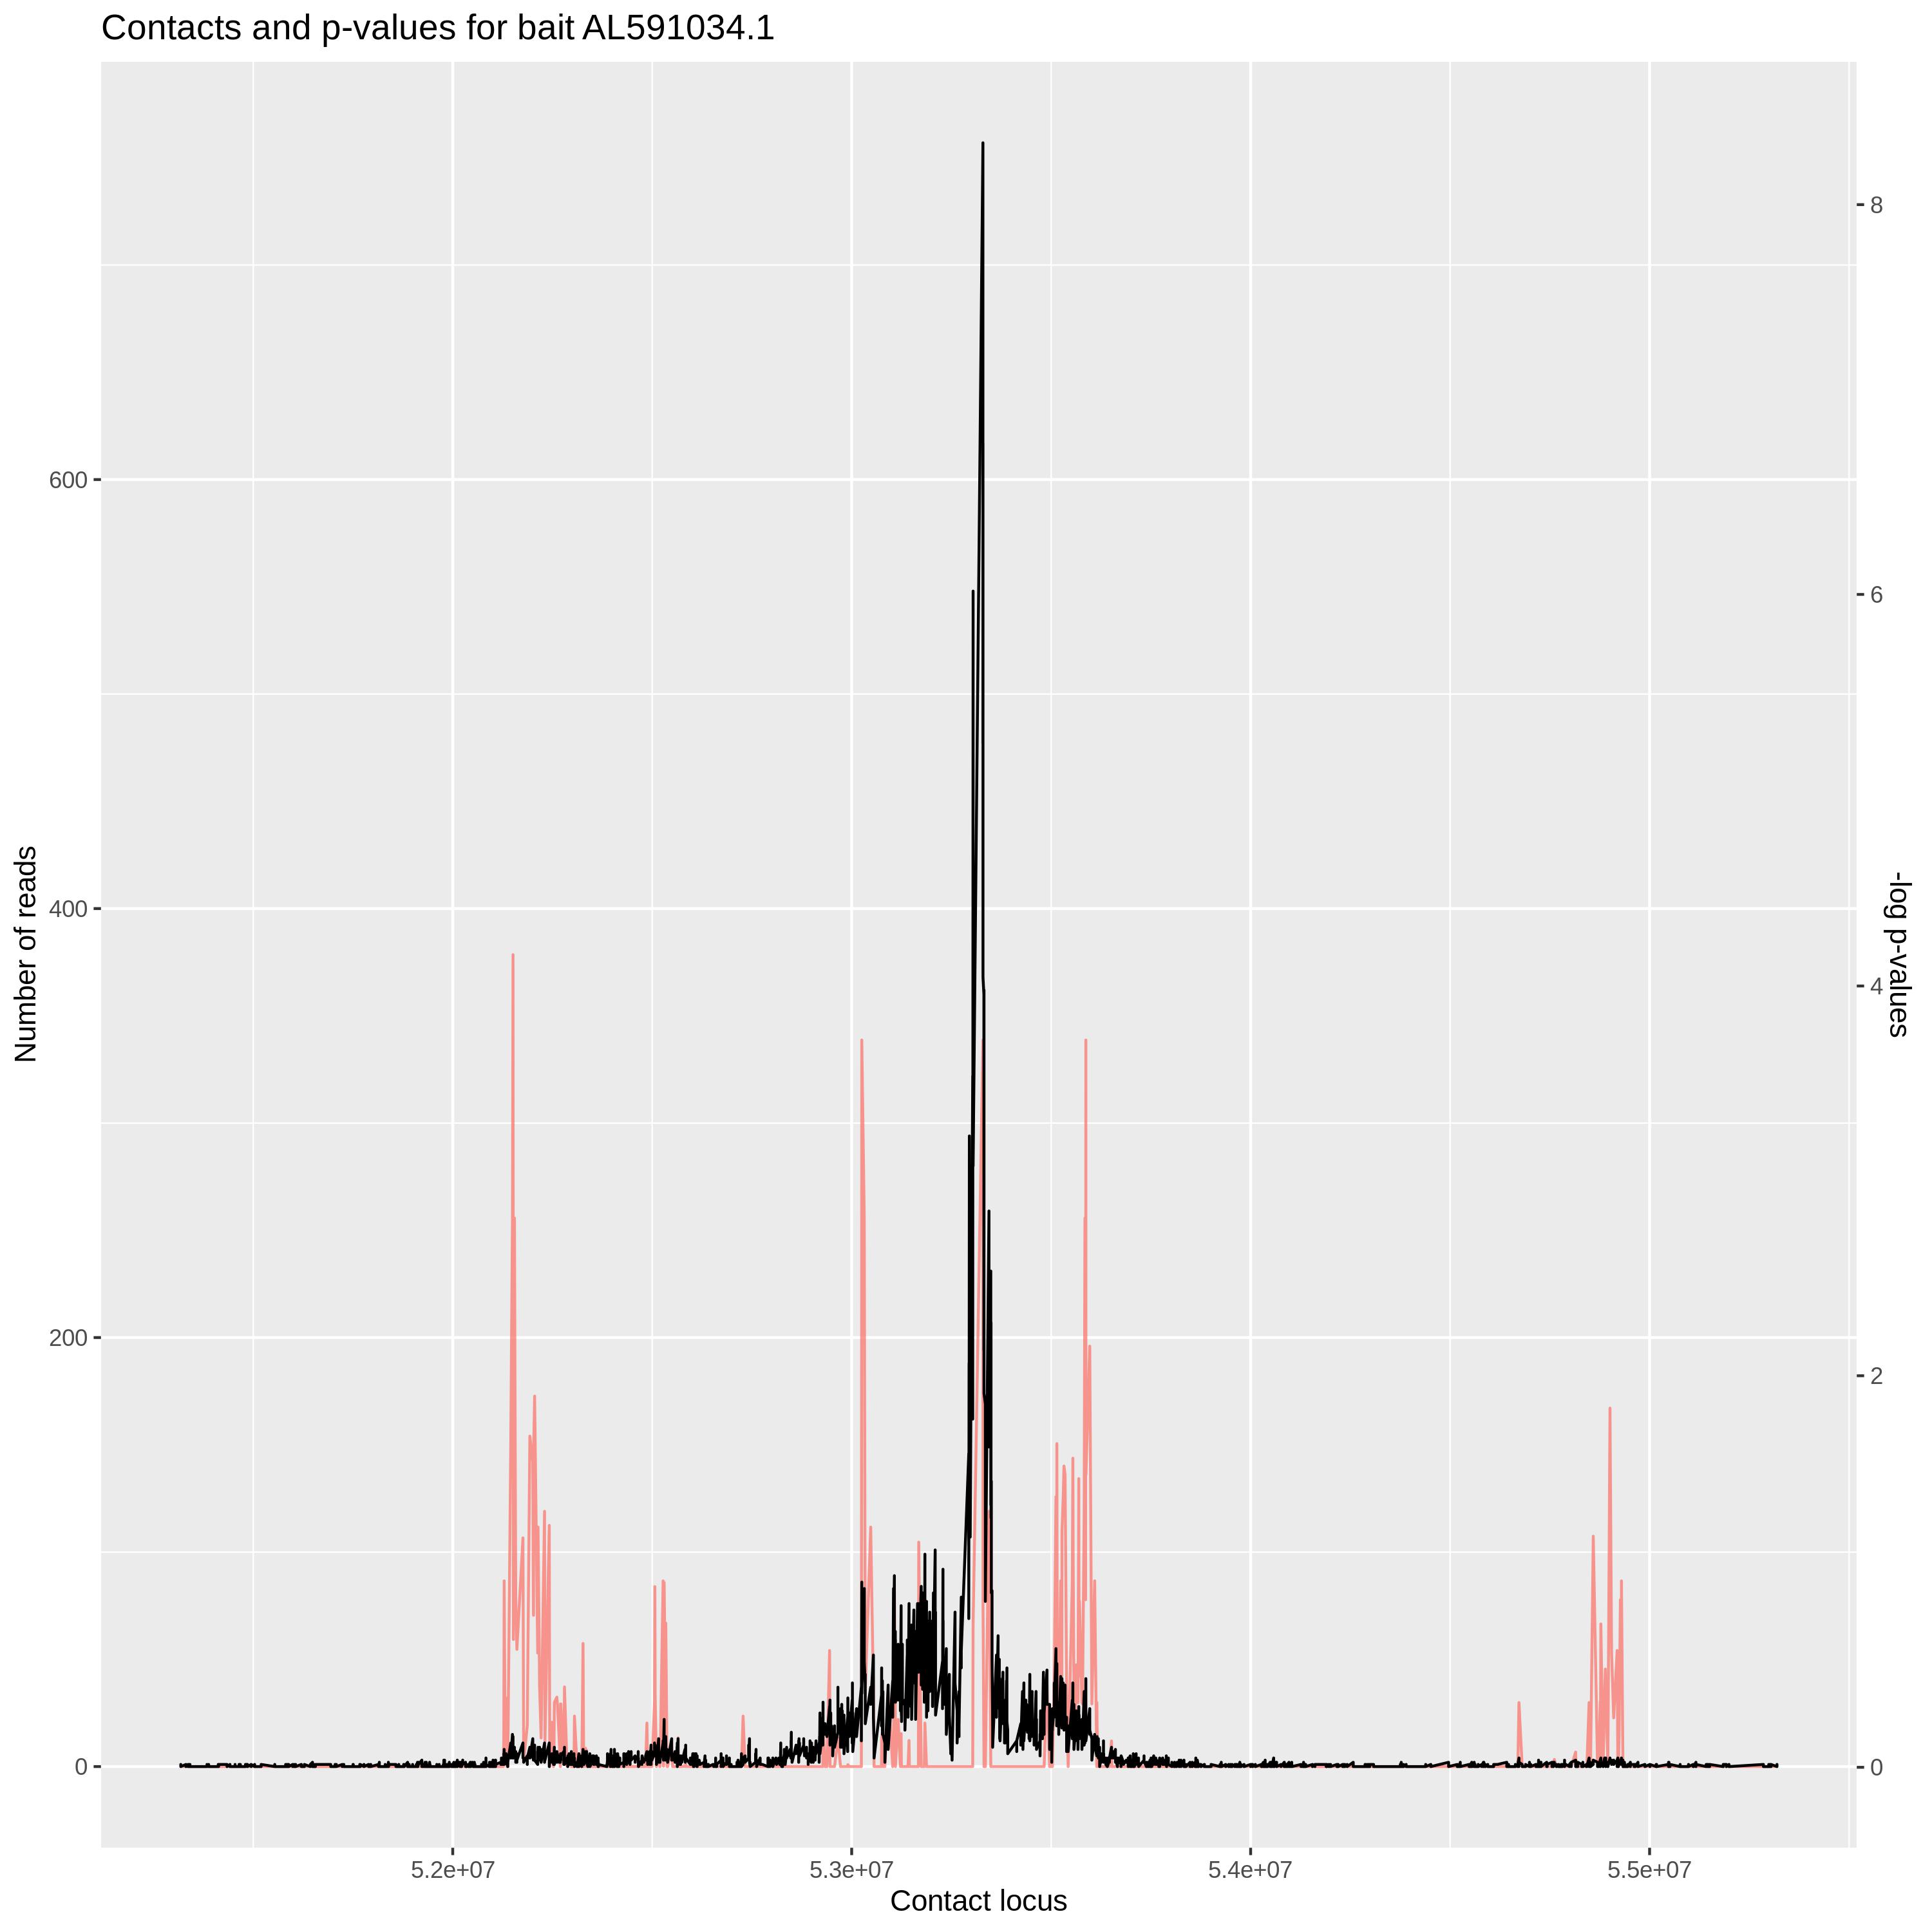 Contacts and p-values for bait AL591034.1
Number of reads
600
400
200
0
8
6
4
2
0
-log p-values
5.2e+07
5.3e+07
5.4e+07
5.5e+07
Contact locus